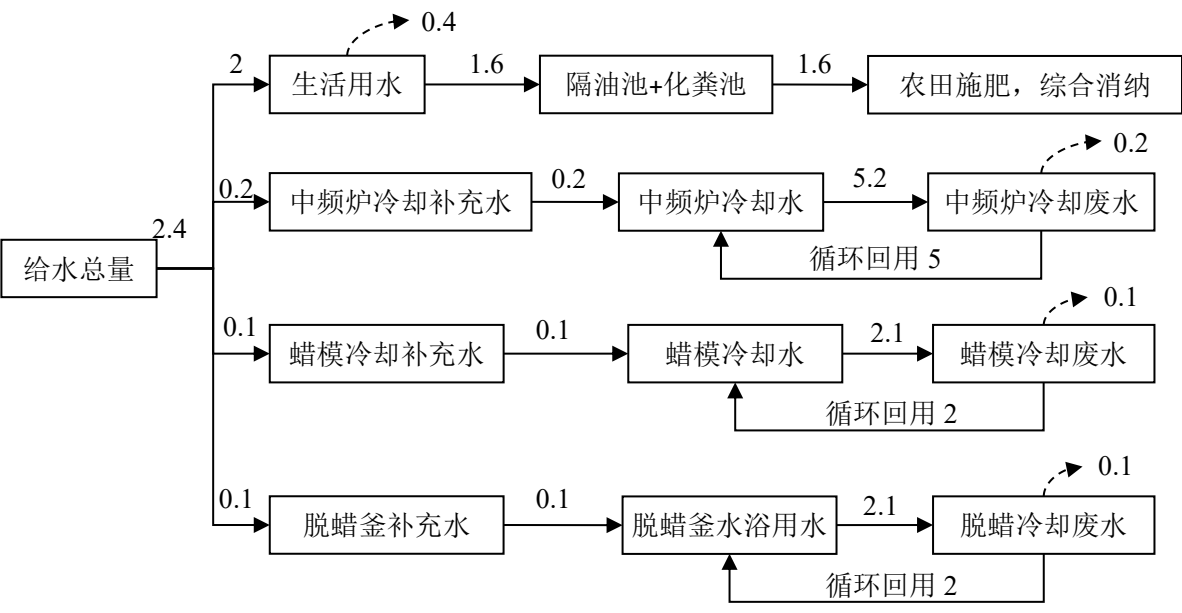 0.4
2
生活用水
1.6
隔油池+化粪池
1.6
农田施肥，综合消纳
0.2
0.2
中频炉冷却补充水
0.2
中频炉冷却水
5.2
中频炉冷却废水
循环回用 5
2.4
给水总量
0.1
0.1
蜡模冷却补充水
0.1
蜡模冷却水
2.1
蜡模冷却废水
循环回用 2
0.1
0.1
脱蜡釜补充水
0.1
脱蜡釜水浴用水
2.1
脱蜡冷却废水
循环回用 2